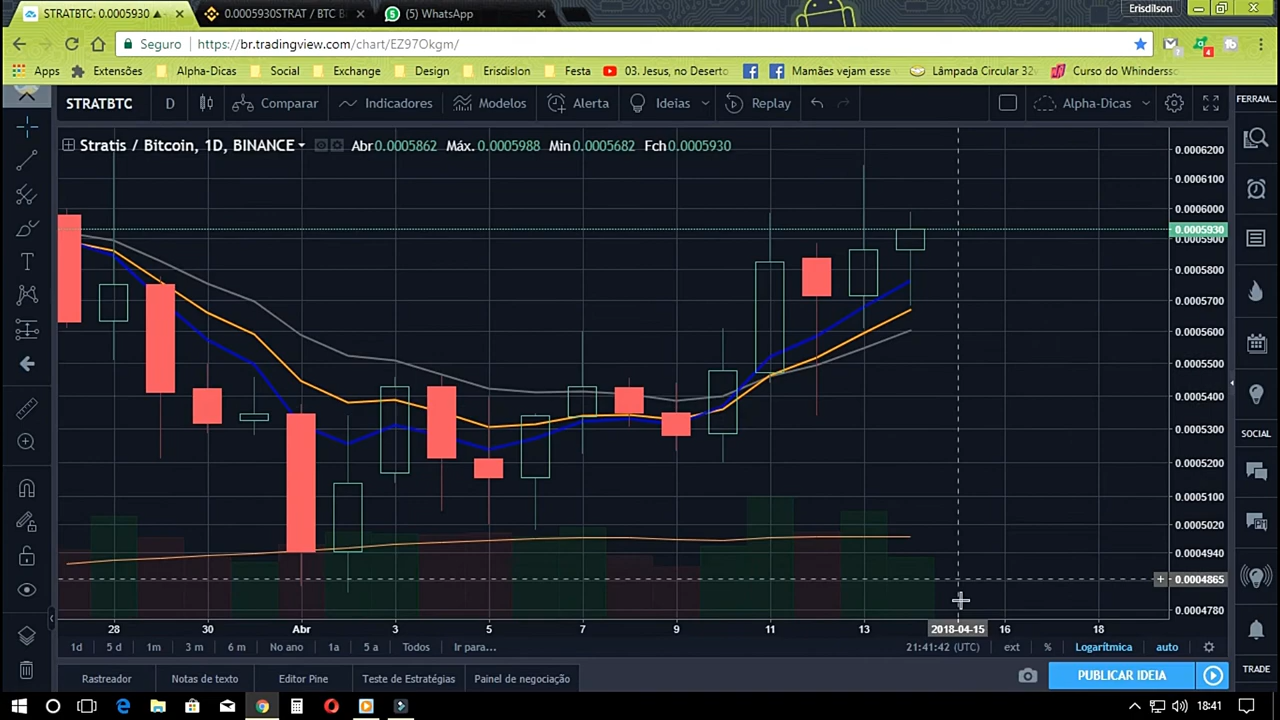 STRATBTC: 0.0005930 ▲
0.0005930STRAT / BTC B
(5) WhatsApp
Erisdilson
Seguro
https://br.tradingview.com/chart/EZ97Okgm/
Apps
Extensões
Alpha-Dicas
Social
Exchange
Design
Erisdislon
Festa
03. Jesus, no Deserto
Mamães vejam esse
Lâmpada Circular 32
Curso do Whinderss
STRATBTC
D
Comparar
Indicadores
Modelos
Alerta
Ideias
Replay
Alpha-Dicas
FERRAM...
Stratis / Bitcoin, 1D, BINANCE
Abr0.0005862 Máx. 0.0005988 Min 0.0005682 Fch0.0005930
0.0006200
0.0006100
0.0006000
0.0005930
0.0005900
0.0005800
0.0005700
0.0005600
0.0005500
0.0005400
0.0005300
0.0005200
0.0005100
0.0005020
0.0004940
0.0004865
0.0004780
SOCIAL
28 30 Abr 3 5 7 9 11 13 2018-04-15 16 18
1d 5 d 1m 3 m 6 m No ano 1a 5 a Todos Ir para...
21:41:42 (UTC) ext % Logarítmica auto
Rastreador
Notas de texto
Editor Pine
Teste de Estratégias
Painel de negociação
PUBLICAR IDEIA
TRADE
18:41